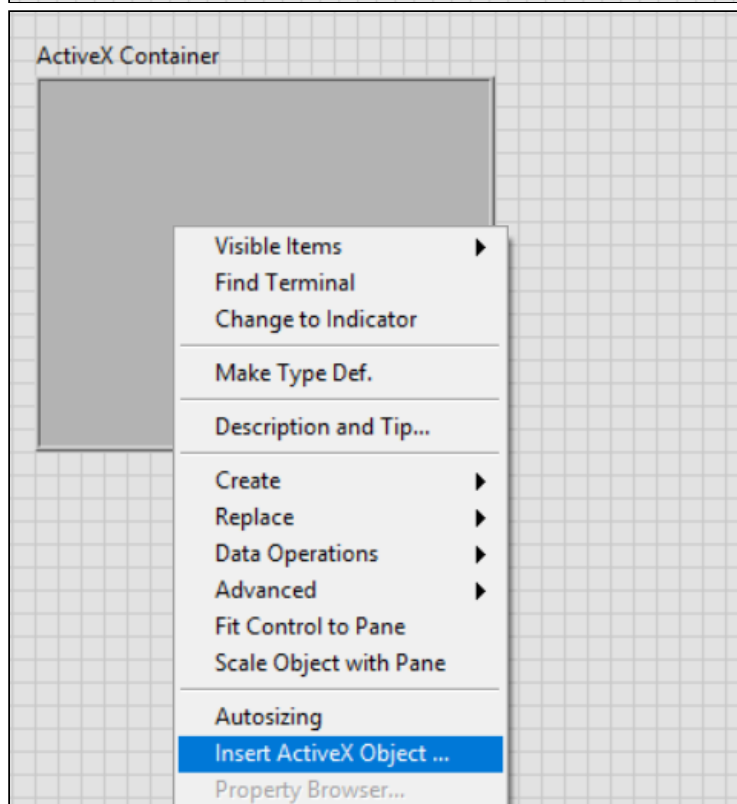 ActiveX Container
Visible Items
Find Terminal
Change to Indicator
Make Type Def.
Description and Tip...
Create
Replace
Data Operations
Advanced
Fit Control to Pane
Scale Object with Pane
Autosizing
Insert ActiveX Object ...
Property Browser...